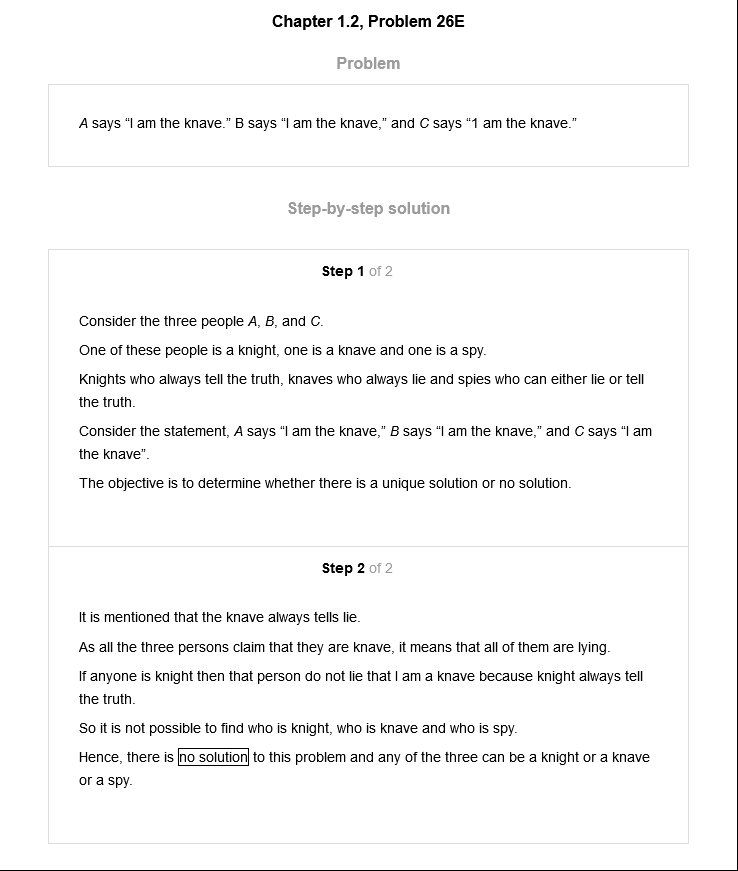 Chapter 1.2, Problem 26E
Problem
A says “I am the knave.” B says “I am the knave,” and C says “1 am the knave.”
Step-by-step solution
Step 1 of 2
Consider the three people A, B, and C.
One of these people is a knight, one is a knave and one is a spy.
Knights who always tell the truth, knaves who always lie and spies who can either lie or tell
the truth.
Consider the statement, A says “I am the knave,” B says “I am the knave,” and C says “I am
the knave”.
The objective is to determine whether there is a unique solution or no solution.
Step 2 of 2
It is mentioned that the knave always tells lie.
As all the three persons claim that they are knave, it means that all of them are lying.
If anyone is knight then that person do not lie that I am a knave because knight always tell
the truth.
So it is not possible to find who is knight, who is knave and who is spy.
Hence, there is no solution to this problem and any of the three can be a knight or a knave
or a spy.